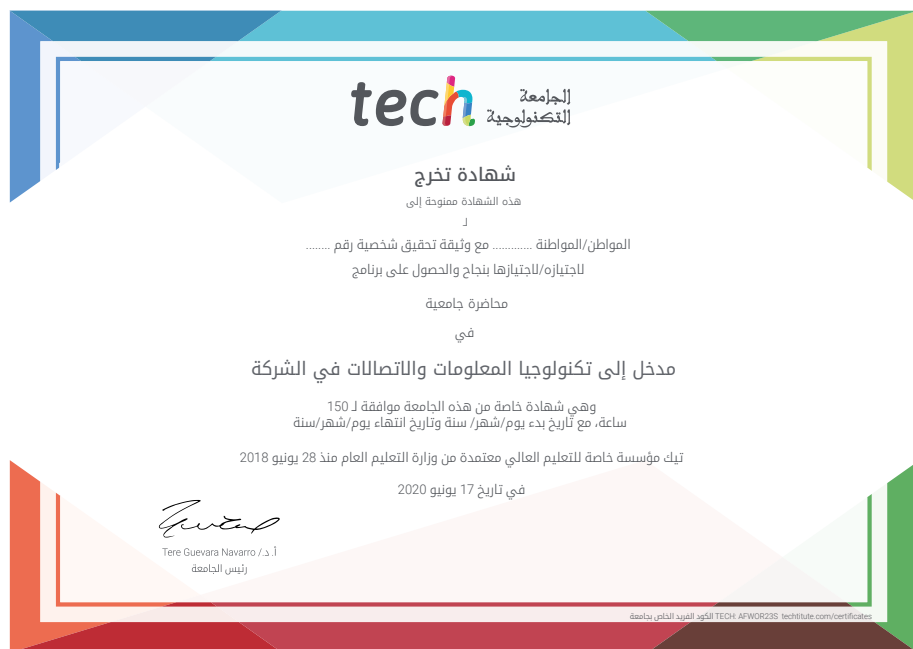 tech الجامعة
التكنولوجية
شهادة تخرج
هذه الشهادة ممنوحة إلى
لـ
المواطن/المواطنة ............ مع وثيقة تحقيق شخصية رقم ........
لاجتيازه/لاجتيازها بنجاح والحصول على برنامج
محاضرة جامعية
في
مدخل إلى تكنولوجيا المعلومات والاتصالات في الشركة
وهي شهادة خاصة من هذه الجامعة موافقة لـ 150
ساعة، مع تاريخ بدء يوم/شهر/ سنة وتاريخ انتهاء يوم/شهر/سنة
تيك مؤسسة خاصة للتعليم العالي معتمدة من وزارة التعليم العام منذ 28 يونيو 2018
في تاريخ 17 يونيو 2020
أ. د./ Tere Guevara Navarro
رئيس الجامعة
الكود الفريد الخاص بجامعة TECH: AFWOR23S techtitute.com/certificates